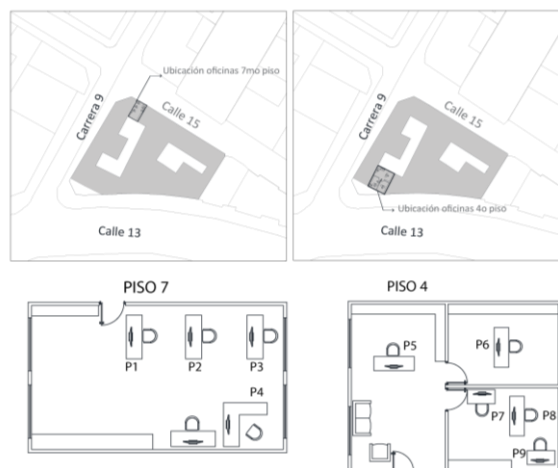 Ubicación oficinas 7mo piso
Carrera 9
Calle 15
Calle 13
Carrera 9
Calle 15
Ubicación oficinas 4o piso
Calle 13
PISO 7
P1
P2
P3
P4
PISO 4
P5
P6
P7
P8
P9